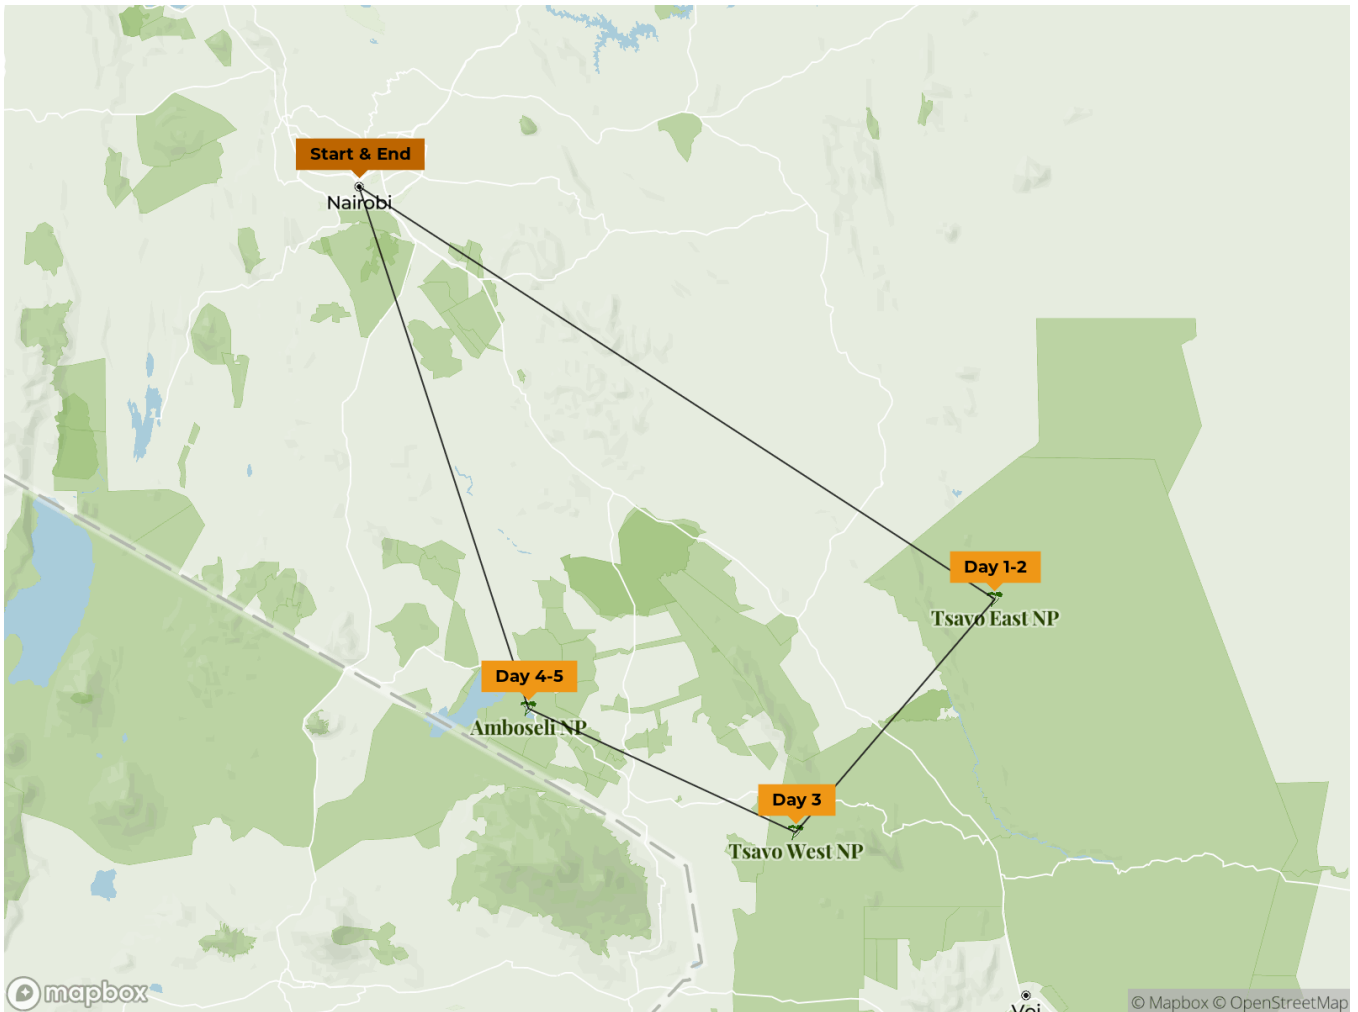 Start & End
Nairobi
Day 1-2
Tsavo East NP
Day 4-5
Amboseli NP
Day 3
Tsavo West NP
Voi
mapbox
© Mapbox © OpenStreetMap